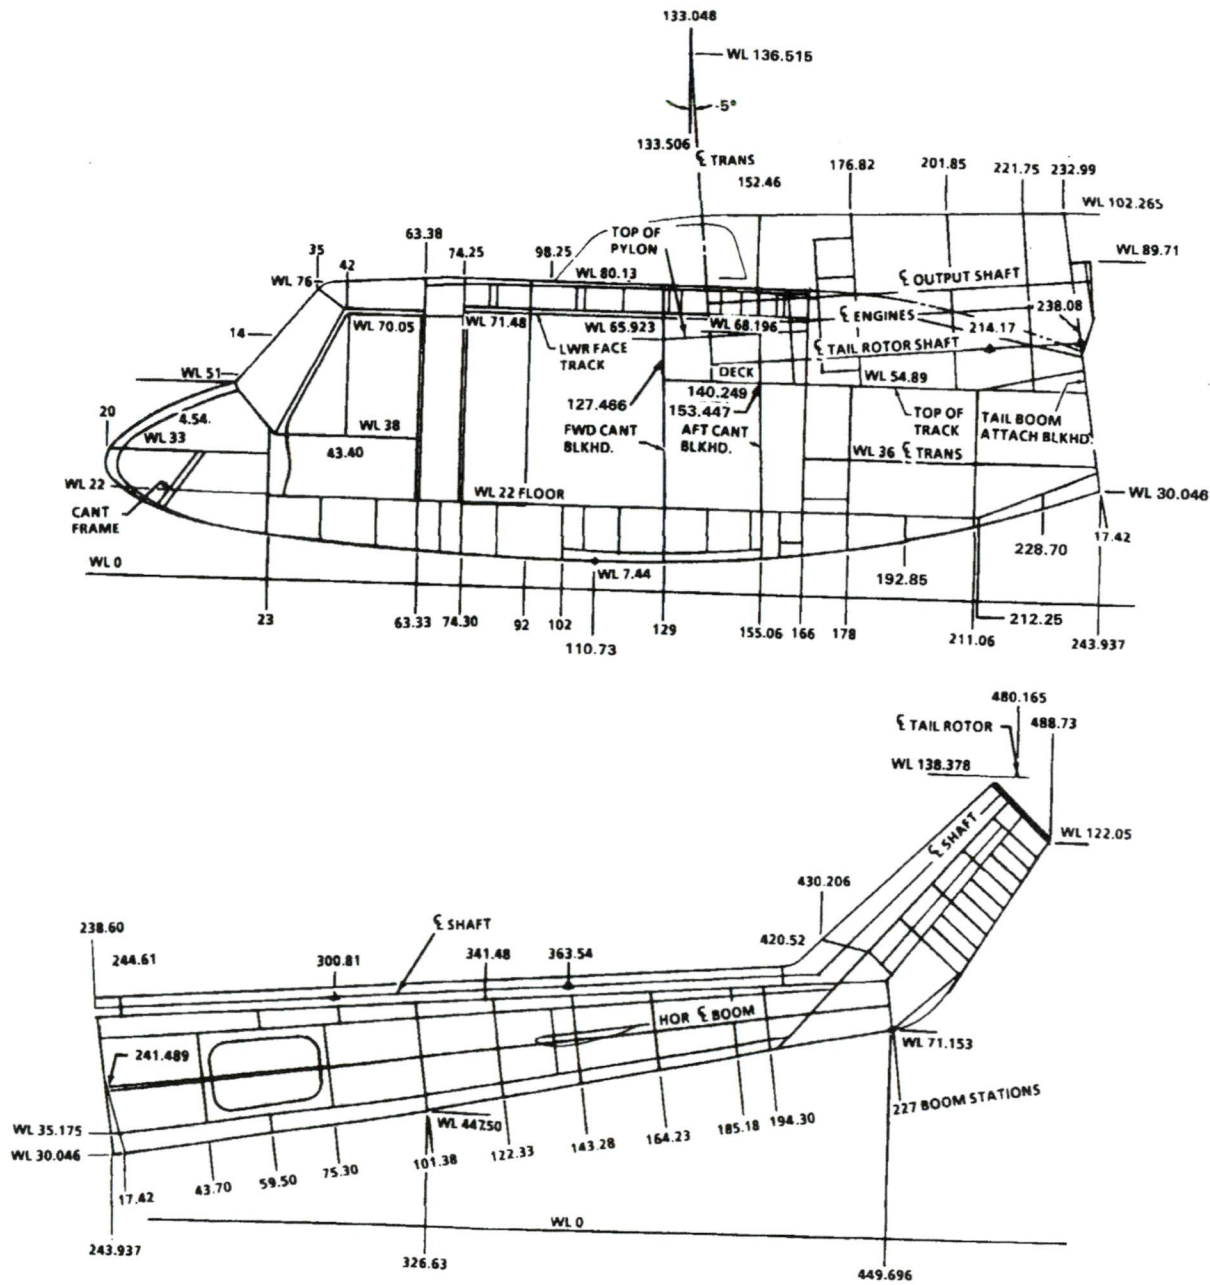 133.048
WL 136.515
.5°
133.506
℄ TRANS
152.46
176.82
201.85
221.75
232.99
WL 102.265
63.38
35
74.25
98.25
TOP OF
PYLON
WL 89.71
42
WL 76
WL 80.13
℄ OUTPUT SHAFT
238.08
14
WL 70.05
WL 71.48
WL 65.923
WL 68.196
℄ ENGINES
214.17
LWR FACE
TRACK
℄ TAIL ROTOR SHAFT
WL 51
DECK
WL 54.89
20
4.54.
127.466
140.249
153.447
WL 38
WL 33
43.40
FWD CANT
BLKHD.
AFT CANT
BLKHD.
TOP OF
TRACK
TAIL BOOM
ATTACH BLKHD.
WL 36 ℄ TRANS
WL 22
WL 22 FLOOR
WL 30.046
CANT
FRAME
17.42
228.70
WL 0
WL 7.44
192.85
23
63.33
74.30
92
102
110.73
129
155.06
166
178
211.06
212.25
243.937
480.165
℄ TAIL ROTOR
488.73
WL 138.378
WL 122.05
℄ SHAFT
430.206
238.60
℄ SHAFT
420.52
244.61
300.81
341.48
363.54
HOR ℄ BOOM
241.489
WL 71.153
227 BOOM STATIONS
WL 35.175
WL 447.50
WL 30.046
17.42
43.70
59.50
75.30
101.38
122.33
143.28
164.23
185.18
194.30
WL 0
243.937
326.63
449.696